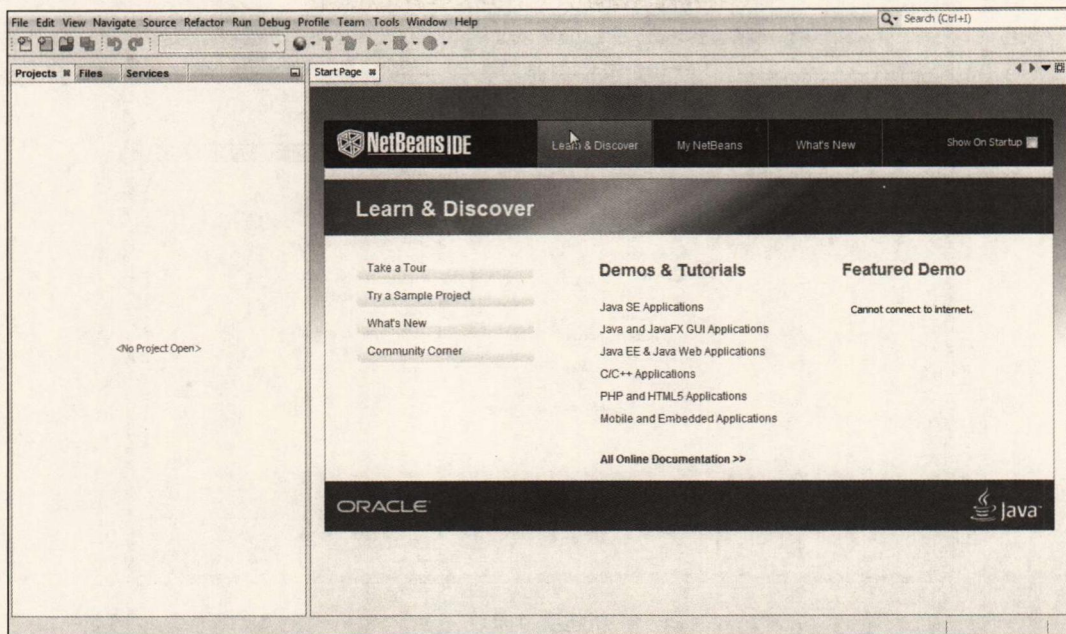 File Edit View Navigate Source Refactor Run Debug Profile Team Tools Window Help
Search (Ctrl+I)
Projects Files Services
Start Page
NetBeans IDE
Learn & Discover
My NetBeans
What's New
Show On Startup
Learn & Discover
Take a Tour
Try a Sample Project
What's New
Community Corner
Demos & Tutorials
Java SE Applications
Java and JavaFX GUI Applications
Java EE & Java Web Applications
C/C++ Applications
PHP and HTML5 Applications
Mobile and Embedded Applications
All Online Documentation >>
Featured Demo
Cannot connect to internet.
<No Project Open>
ORACLE
Java